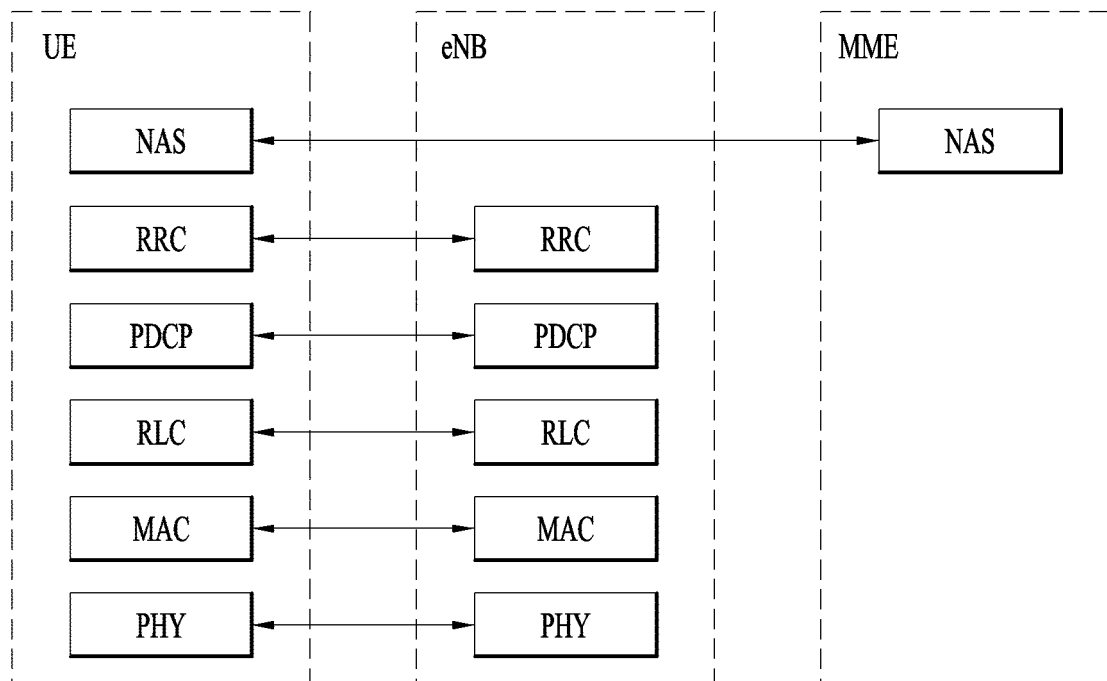 UE eNB MME
NAS NAS
RRC RRC
PDCP PDCP
RLC RLC
MAC MAC
PHY PHY